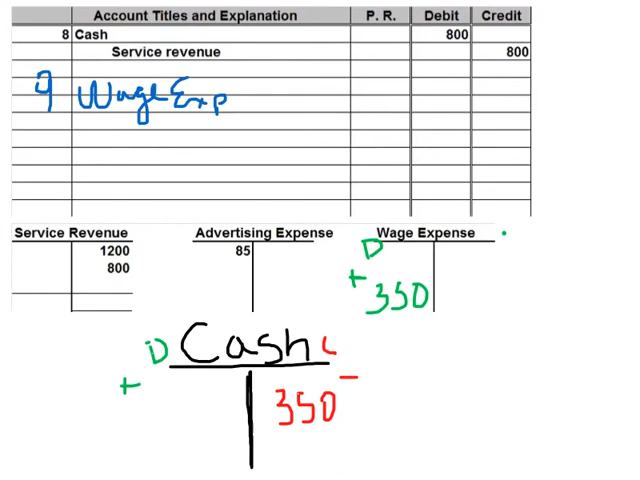 Account Titles and Explanation P. R. Debit Credit
8 Cash 800
Service revenue 800
9 Wage Exp
Service Revenue Advertising Expense Wage Expense
1200 85 D
800 + 350
D Cash C
+ 350 −